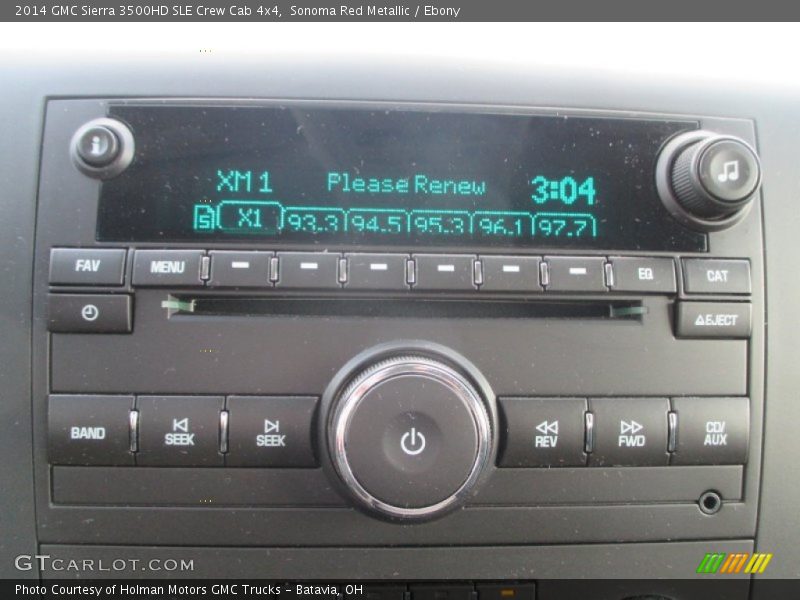 2014 GMC Sierra 3500HD SLE Crew Cab 4x4,  Sonoma Red Metallic / Ebony
XM 1 Please Renew 3:04
X1 93.3 94.5 95.3 96.1 97.7
FAV MENU EQ CAT
EJECT
BAND SEEK SEEK REV FWD CD/AUX
GTCARLOT.COM
Photo Courtesy of Holman Motors GMC Trucks - Batavia, OH